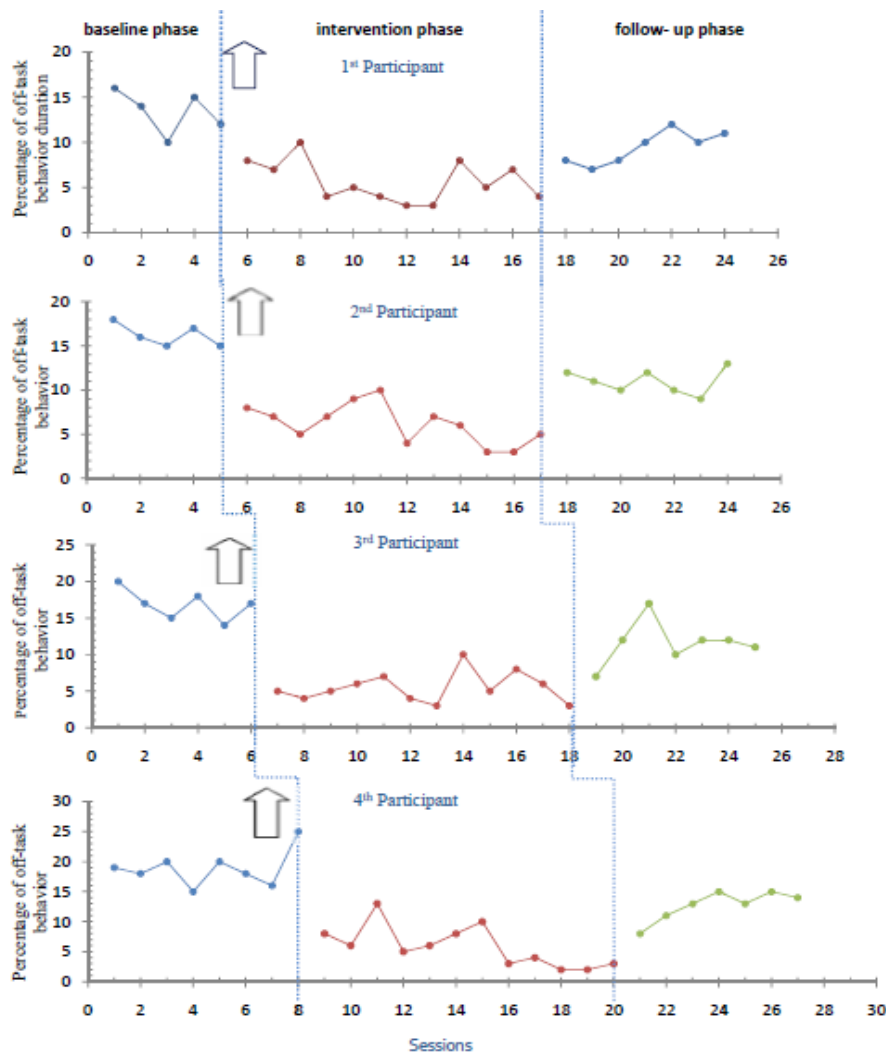 baseline phase intervention phase follow- up phase
1st Participant
Percentage of off-task
behavior duration
20
15
10
5
0
0 2 4 6 8 10 12 14 16 18 20 22 24 26
2nd Participant
Percentage of off-task
behavior
20
15
10
5
0
0 2 4 6 8 10 12 14 16 18 20 22 24 26
3rd Participant
Percentage of off-task
behavior
25
20
15
10
5
0
0 2 4 6 8 10 12 14 16 18 20 22 24 26 28
4th Participant
Percentage of off-task
behavior
30
25
20
15
10
5
0
0 2 4 6 8 10 12 14 16 18 20 22 24 26 28 30
Sessions